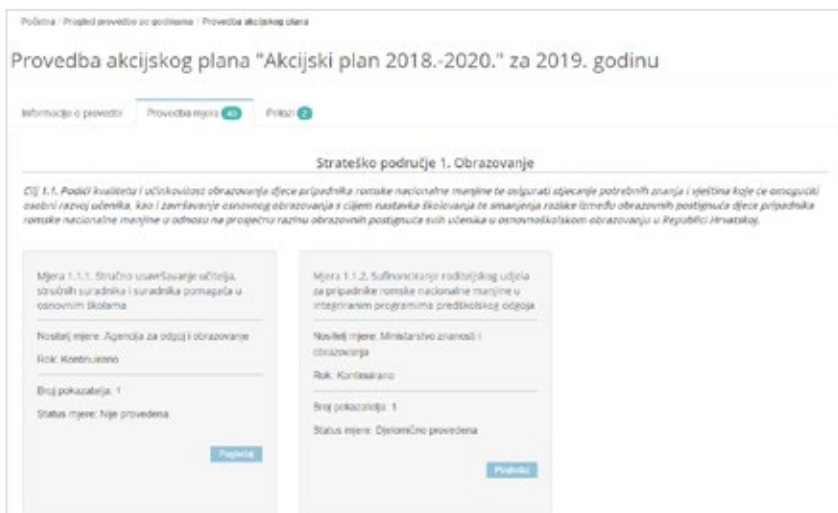 Početna / Pregled provedbe po godinama / Provedba akcijskog plana
Provedba akcijskog plana "Akcijski plan 2018.-2020." za 2019. godinu
Informacije o provedbi Provedba mjera 43 Prilozi 2
Strateško područje 1. Obrazovanje
Cilj 1.1. Podići kvalitetu i učinkovitost obrazovanja djece pripadnika romske nacionalne manjine te osigurati stjecanje potrebnih znanja i vještina koje će omogućiti
osobni razvoj učenika, kao i završavanje osnovnog obrazovanja s ciljem nastavka školovanja te smanjenja razlike između obrazovnih postignuća djece pripadnika
romske nacionalne manjine u odnosu na prosječnu razinu obrazovnih postignuća svih učenika u osnovnoškolskom obrazovanju u Republici Hrvatskoj.
Mjera 1.1.1. Stručno usavršavanje učitelja,
stručnih suradnika i suradnika pomagača u
osnovnim školama
Nositelj mjere: Agencija za odgoj i obrazovanje
Rok: Kontinuirano
Broj pokazatelja: 1
Status mjere: Nije provedena
Pogledaj
Mjera 1.1.2. Sufinanciranje roditeljskog udjela
za pripadnike romske nacionalne manjine u
integriranim programima predškolskog odgoja
Nositelj mjere: Ministarstvo znanosti i
obrazovanja
Rok: Kontinuirano
Broj pokazatelja: 1
Status mjere: Djelomično provedena
Pogledaj